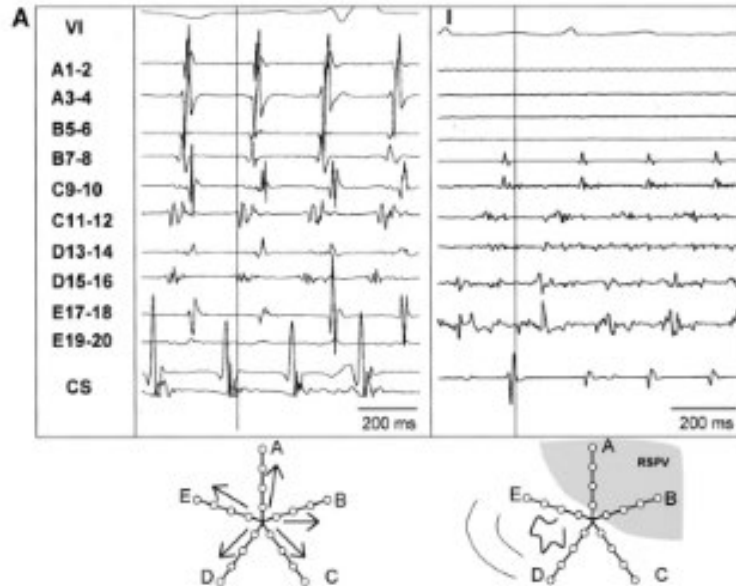 A
VI
I
A1-2
A3-4
B5-6
B7-8
C9-10
C11-12
D13-14
D15-16
E17-18
E19-20
CS
200 ms
200 ms
A
E
B
D
C
A
RSPV
E
B
D
C